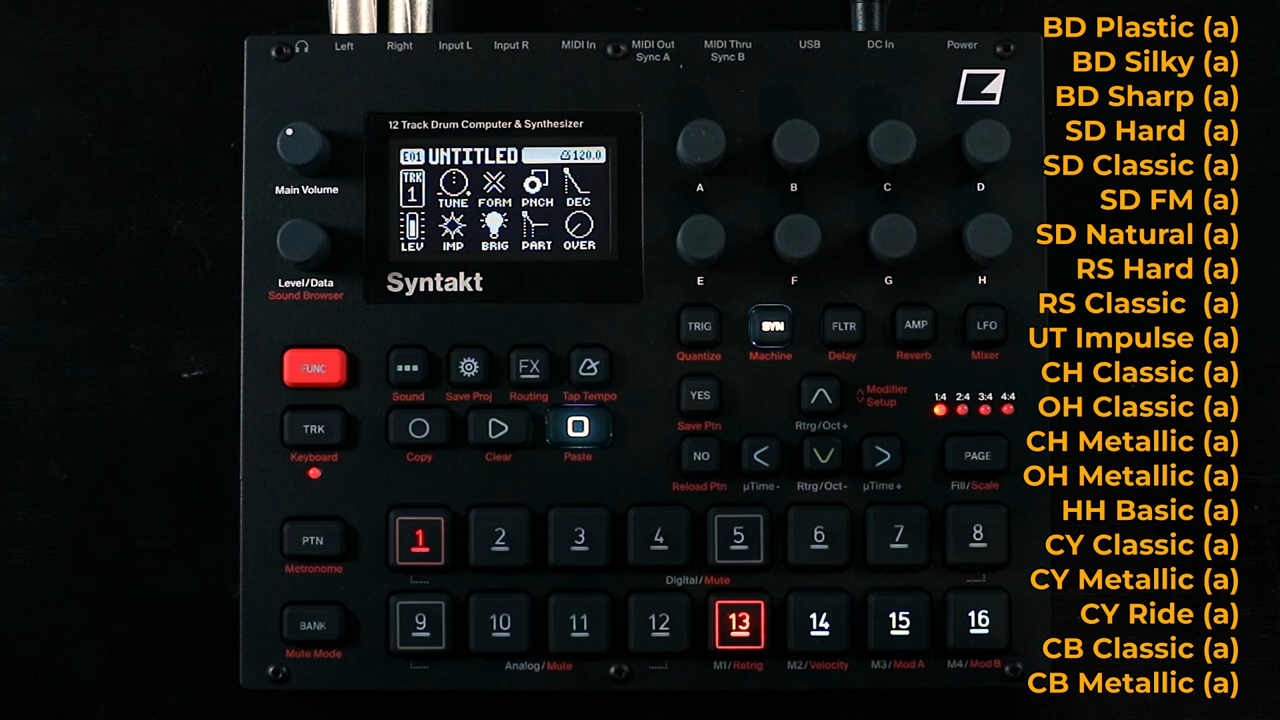 Left Right Input L Input R MIDI In MIDI Out MIDI Thru USB DC In Power
Sync A Sync B
12 Track Drum Computer & Synthesizer
E01 UNTITLED 120.0
TRK 1 TUNE FORM PNCH DEC
LEV IMP BRIG PART OVER
Syntakt
Main Volume
Level/Data
Sound Browser
A B C D
E F G H
TRIG SYN FLTR AMP LFO
Quantize Machine Delay Reverb Mixer
FUNC FX
Sound Save Proj Routing Tap Tempo
YES
Modifier
Setup
1:4 2:4 3:4 4:4
Save Ptn Rtrg/Oct+
TRK
Keyboard Copy Clear Paste
NO PAGE
Reload Ptn µTime- Rtrg/Oct- µTime+ Fill/Scale
PTN 1 2 3 4 5 6 7 8
Metronome Digital/Mute
BANK 9 10 11 12 13 14 15 16
Mute Mode Analog/Mute M1/Retrig M2/Velocity M3/Mod A M4/Mod B
BD Plastic (a)
BD Silky (a)
BD Sharp (a)
SD Hard (a)
SD Classic (a)
SD FM (a)
SD Natural (a)
RS Hard (a)
RS Classic (a)
UT Impulse (a)
CH Classic (a)
OH Classic (a)
CH Metallic (a)
OH Metallic (a)
HH Basic (a)
CY Classic (a)
CY Metallic (a)
CY Ride (a)
CB Classic (a)
CB Metallic (a)